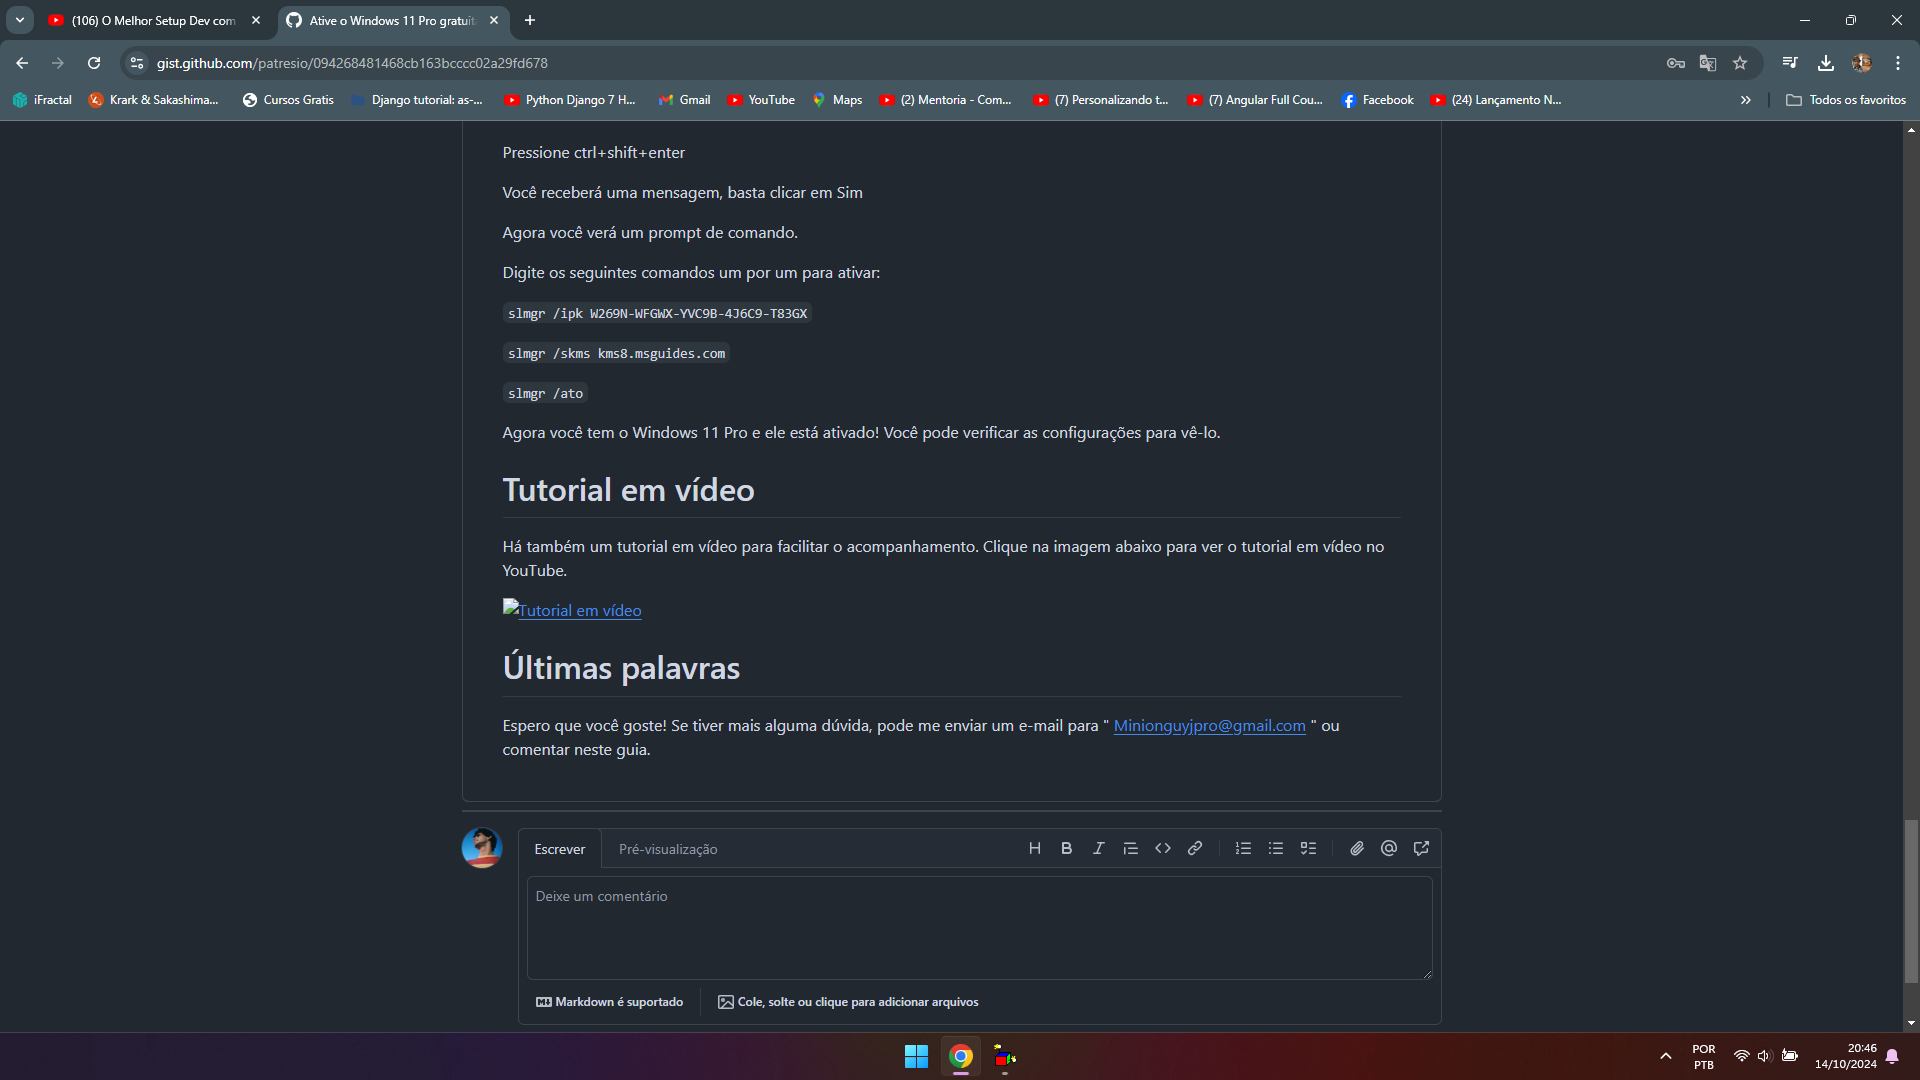 (106) O Melhor Setup Dev com
Ative o Windows 11 Pro gratuit
gist.github.com/patresio/094268481468cb163bcccc02a29fd678
iFractal
Krark & Sakashima...
Cursos Gratis
Django tutorial: as-...
Python Django 7 H...
Gmail
YouTube
Maps
(2) Mentoria - Com...
(7) Personalizando t...
(7) Angular Full Cou...
Facebook
(24) Lançamento N...
Todos os favoritos
Pressione ctrl+shift+enter
Você receberá uma mensagem, basta clicar em Sim
Agora você verá um prompt de comando.
Digite os seguintes comandos um por um para ativar:
slmgr /ipk W269N-WFGWX-YVC9B-4J6C9-T83GX
slmgr /skms kms8.msguides.com
slmgr /ato
Agora você tem o Windows 11 Pro e ele está ativado! Você pode verificar as configurações para vê-lo.
Tutorial em vídeo
Há também um tutorial em vídeo para facilitar o acompanhamento. Clique na imagem abaixo para ver o tutorial em vídeo no
YouTube.
Tutorial em vídeo
Últimas palavras
Espero que você goste! Se tiver mais alguma dúvida, pode me enviar um e-mail para " Minionguyjpro@gmail.com " ou
comentar neste guia.
Escrever
Pré-visualização
Deixe um comentário
Markdown é suportado
Cole, solte ou clique para adicionar arquivos
POR
PTB
20:46
14/10/2024